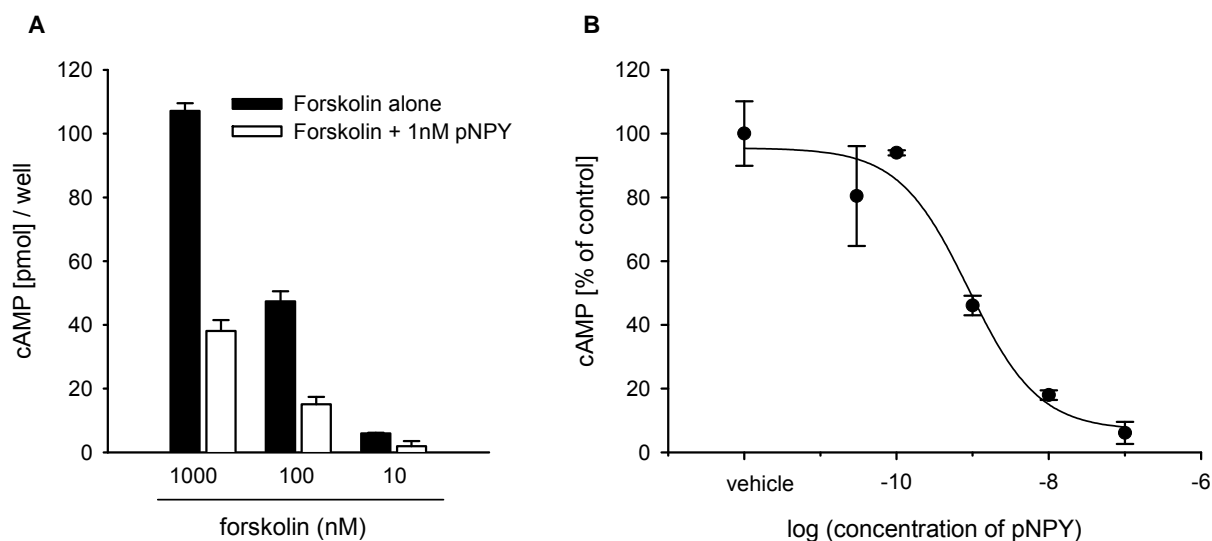 A
120
100
80
60
40
20
0
cAMP [pmol] / well
Forskolin alone
Forskolin + 1nM pNPY
1000 100 10
forskolin (nM)
B
120
100
80
60
40
20
0
cAMP [% of control]
vehicle -10 -8 -6
log (concentration of pNPY)